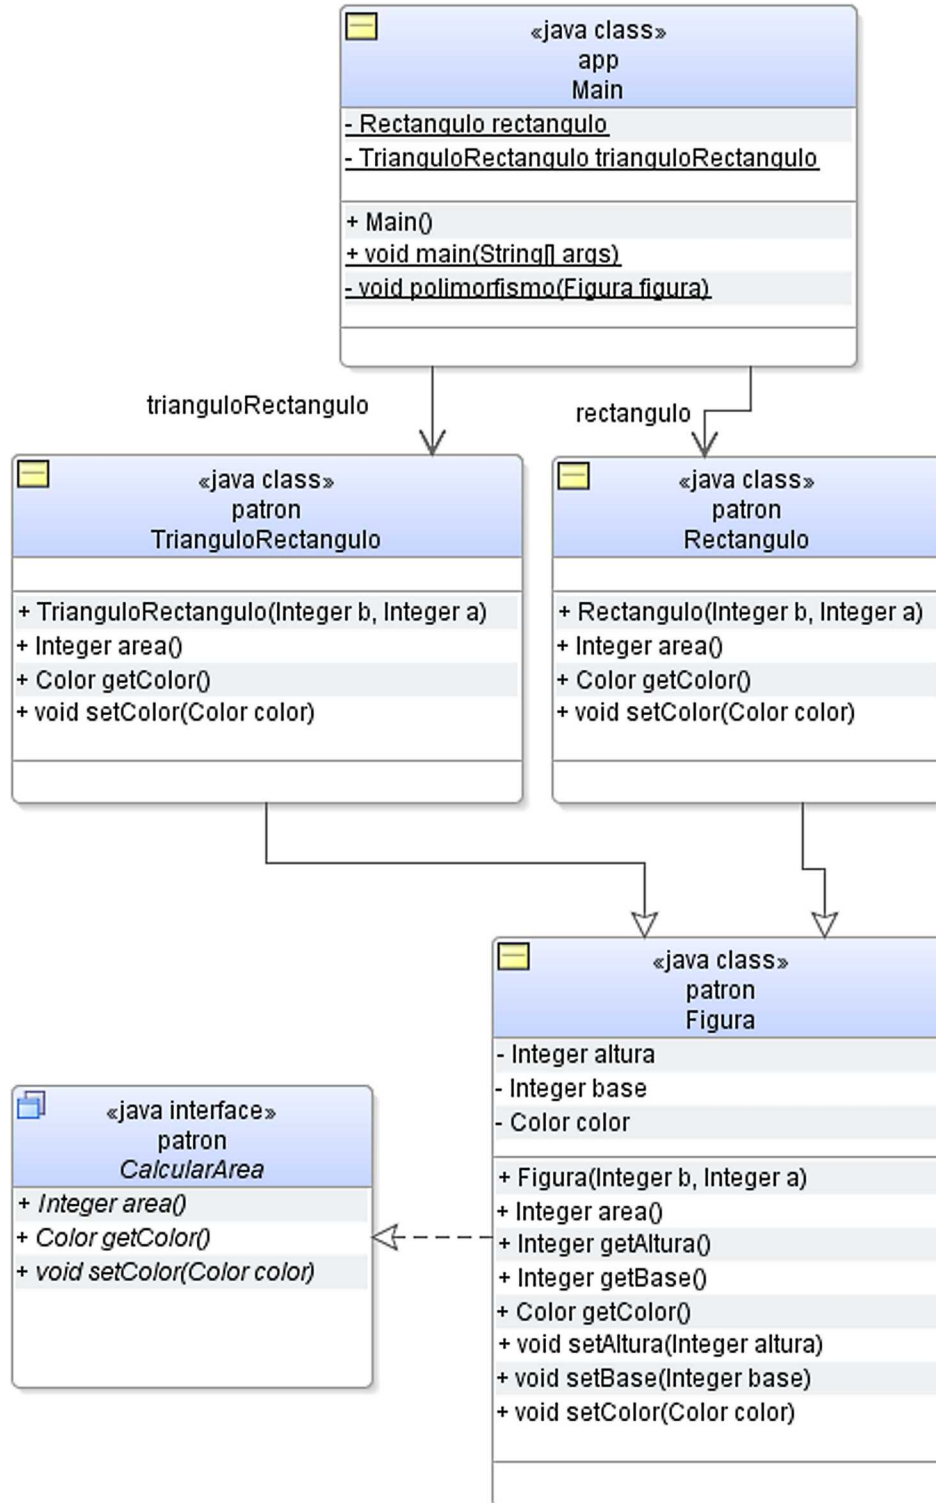 «java class»
app
Main
- Rectangulo rectangulo
- TrianguloRectangulo trianguloRectangulo
+ Main()
+ void main(String[] args)
- void polimorfismo(Figura figura)
trianguloRectangulo
rectangulo
«java class»
patron
TrianguloRectangulo
+ TrianguloRectangulo(Integer b, Integer a)
+ Integer area()
+ Color getColor()
+ void setColor(Color color)
«java class»
patron
Rectangulo
+ Rectangulo(Integer b, Integer a)
+ Integer area()
+ Color getColor()
+ void setColor(Color color)
«java class»
patron
Figura
- Integer altura
- Integer base
- Color color
+ Figura(Integer b, Integer a)
+ Integer area()
+ Integer getAltura()
+ Integer getBase()
+ Color getColor()
+ void setAltura(Integer altura)
+ void setBase(Integer base)
+ void setColor(Color color)
«java interface»
patron
CalcularArea
+ Integer area()
+ Color getColor()
+ void setColor(Color color)